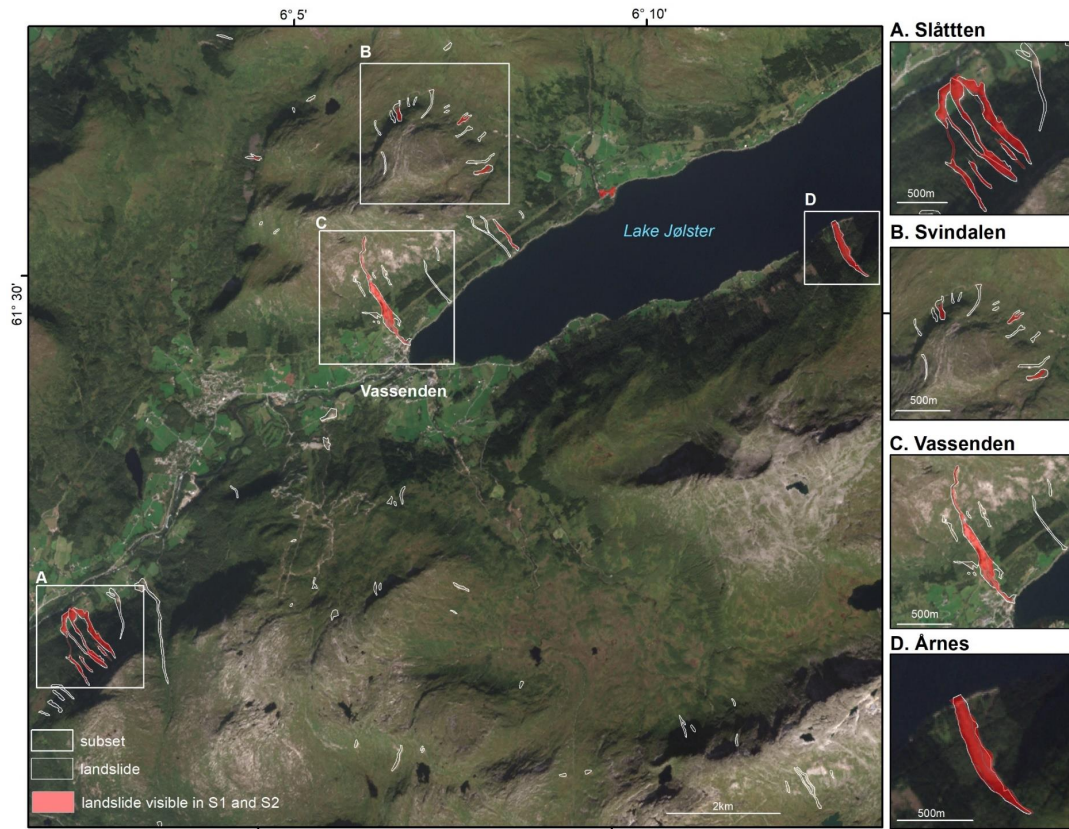 6° 5'
6° 10'
61° 30'
B
C
D
A
Lake Jølster
Vassenden
subset
landslide
landslide visible in S1 and S2
2km
A. Slåttten
500m
B. Svindalen
500m
C. Vassenden
500m
D. Årnes
500m